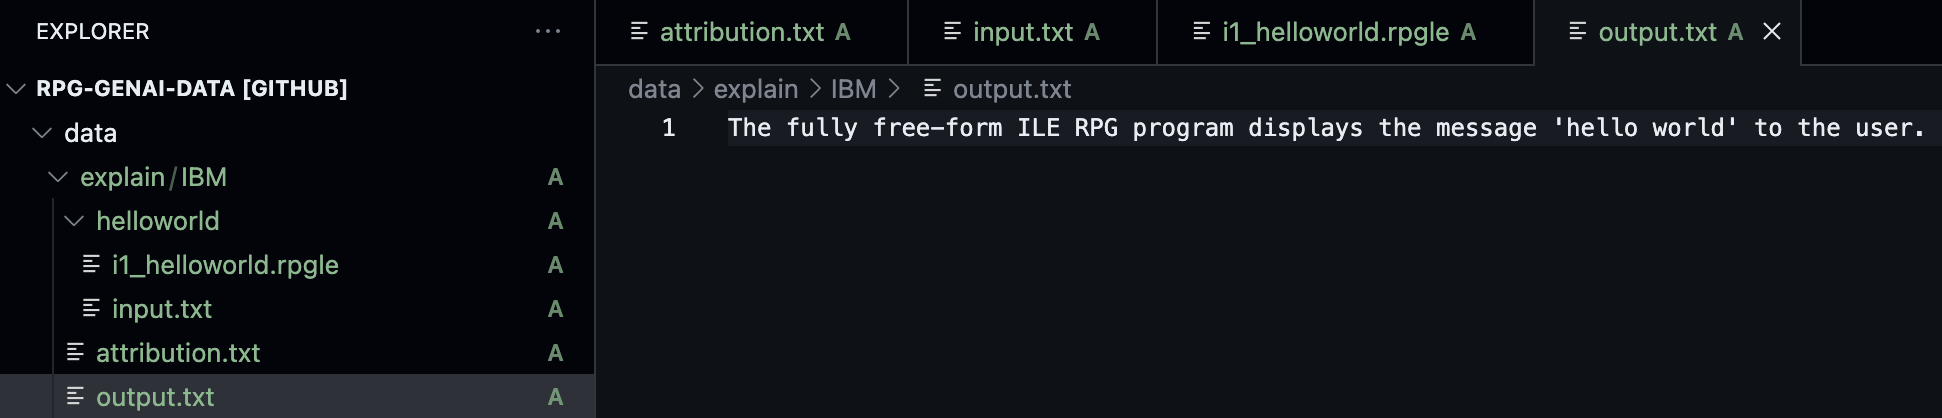 EXPLORER ...
RPG-GENAI-DATA [GITHUB]
data
explain/IBM A
helloworld A
i1_helloworld.rpgle A
input.txt A
attribution.txt A
output.txt A
attribution.txt A input.txt A i1_helloworld.rpgle A output.txt A
data > explain > IBM > output.txt
1 The fully free-form ILE RPG program displays the message 'hello world' to the user.